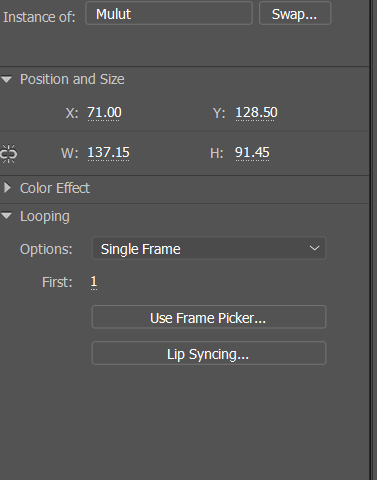 Instance of: Mulut Swap...
Position and Size
X: 71.00 Y: 128.50
W: 137.15 H: 91.45
Color Effect
Looping
Options: Single Frame
First: 1
Use Frame Picker...
Lip Syncing...